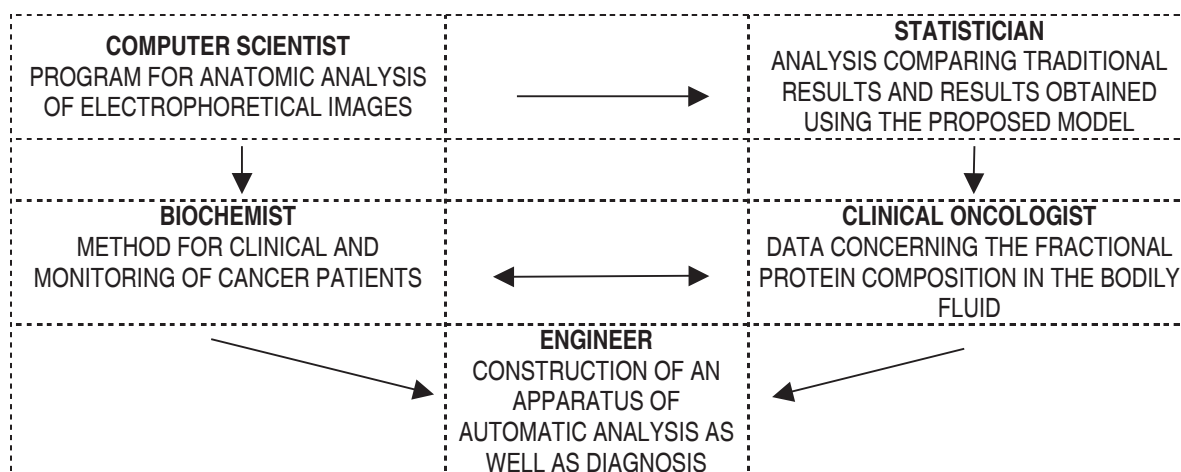 COMPUTER SCIENTIST
PROGRAM FOR ANATOMIC ANALYSIS
OF ELECTROPHORETICAL IMAGES
STATISTICIAN
ANALYSIS COMPARING TRADITIONAL
RESULTS AND RESULTS OBTAINED
USING THE PROPOSED MODEL
BIOCHEMIST
METHOD FOR CLINICAL AND
MONITORING OF CANCER PATIENTS
CLINICAL ONCOLOGIST
DATA CONCERNING THE FRACTIONAL
PROTEIN COMPOSITION IN THE BODILY
FLUID
ENGINEER
CONSTRUCTION OF AN
APPARATUS OF
AUTOMATIC ANALYSIS AS
WELL AS DIAGNOSIS